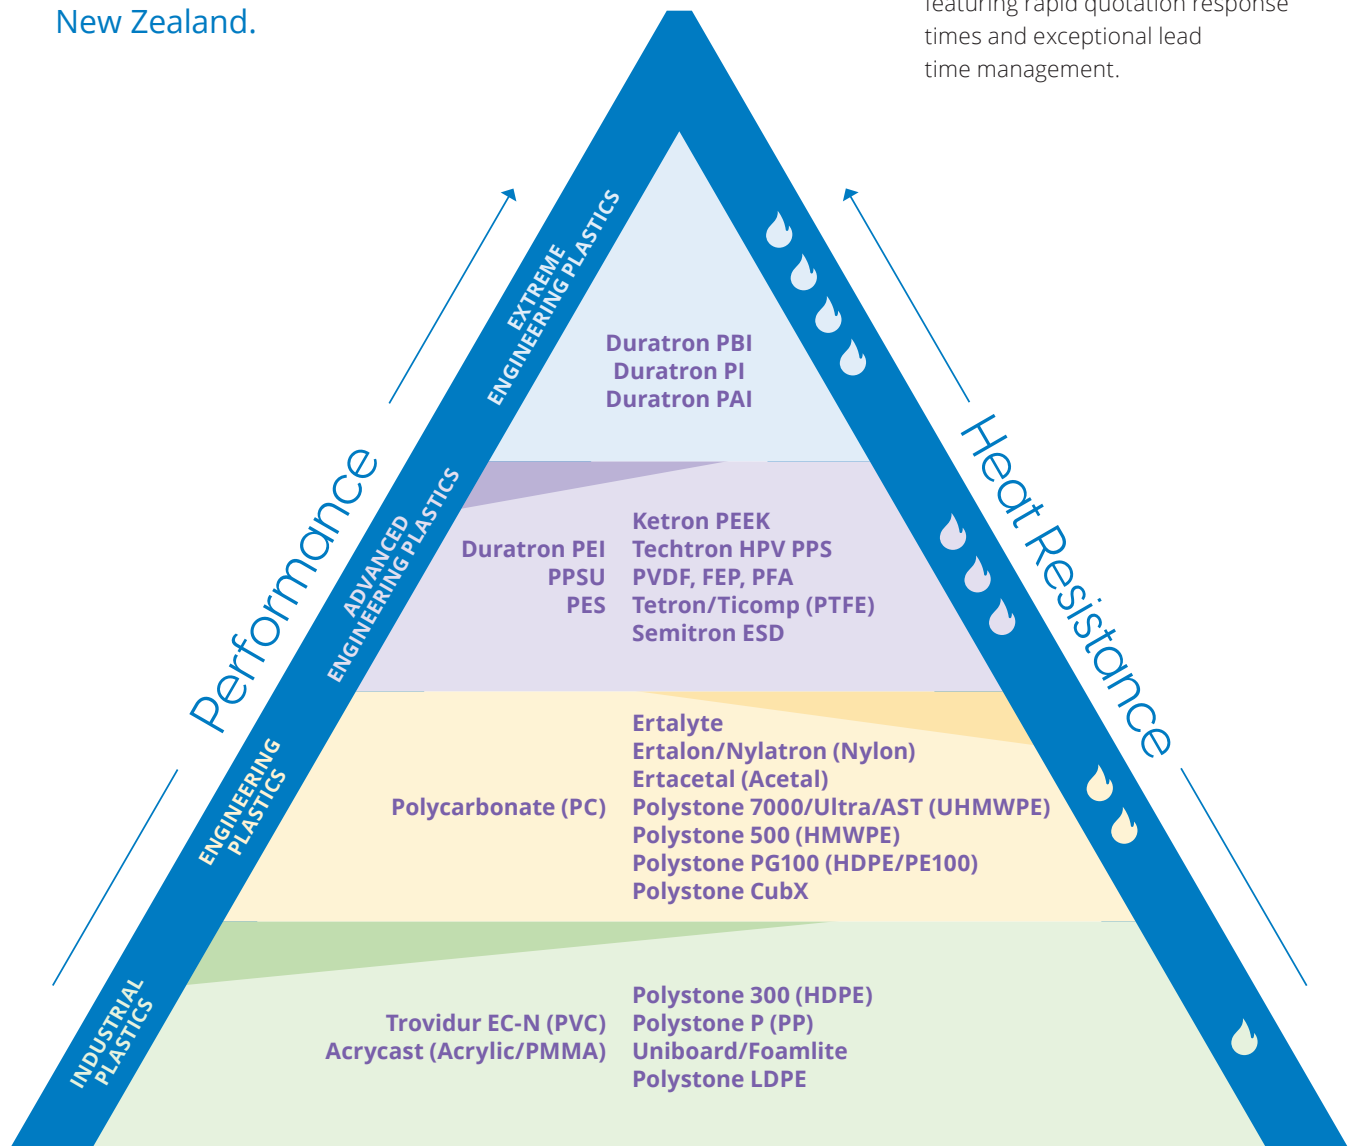 New Zealand.
featuring rapid quotation response
times and exceptional lead
time management.
Performance
Heat Resistance
EXTREME
ENGINEERING PLASTICS
Duratron PBI
Duratron PI
Duratron PAI
ADVANCED
ENGINEERING PLASTICS
Duratron PEI
PPSU
PES
Ketron PEEK
Techtron HPV PPS
PVDF, FEP, PFA
Tetron/Ticomp (PTFE)
Semitron ESD
ENGINEERING
PLASTICS
Polycarbonate (PC)
Ertalyte
Ertalon/Nylatron (Nylon)
Ertacetal (Acetal)
Polystone 7000/Ultra/AST (UHMWPE)
Polystone 500 (HMWPE)
Polystone PG100 (HDPE/PE100)
Polystone CubX
INDUSTRIAL
PLASTICS
Trovidur EC-N (PVC)
Acrycast (Acrylic/PMMA)
Polystone 300 (HDPE)
Polystone P (PP)
Uniboard/Foamlite
Polystone LDPE